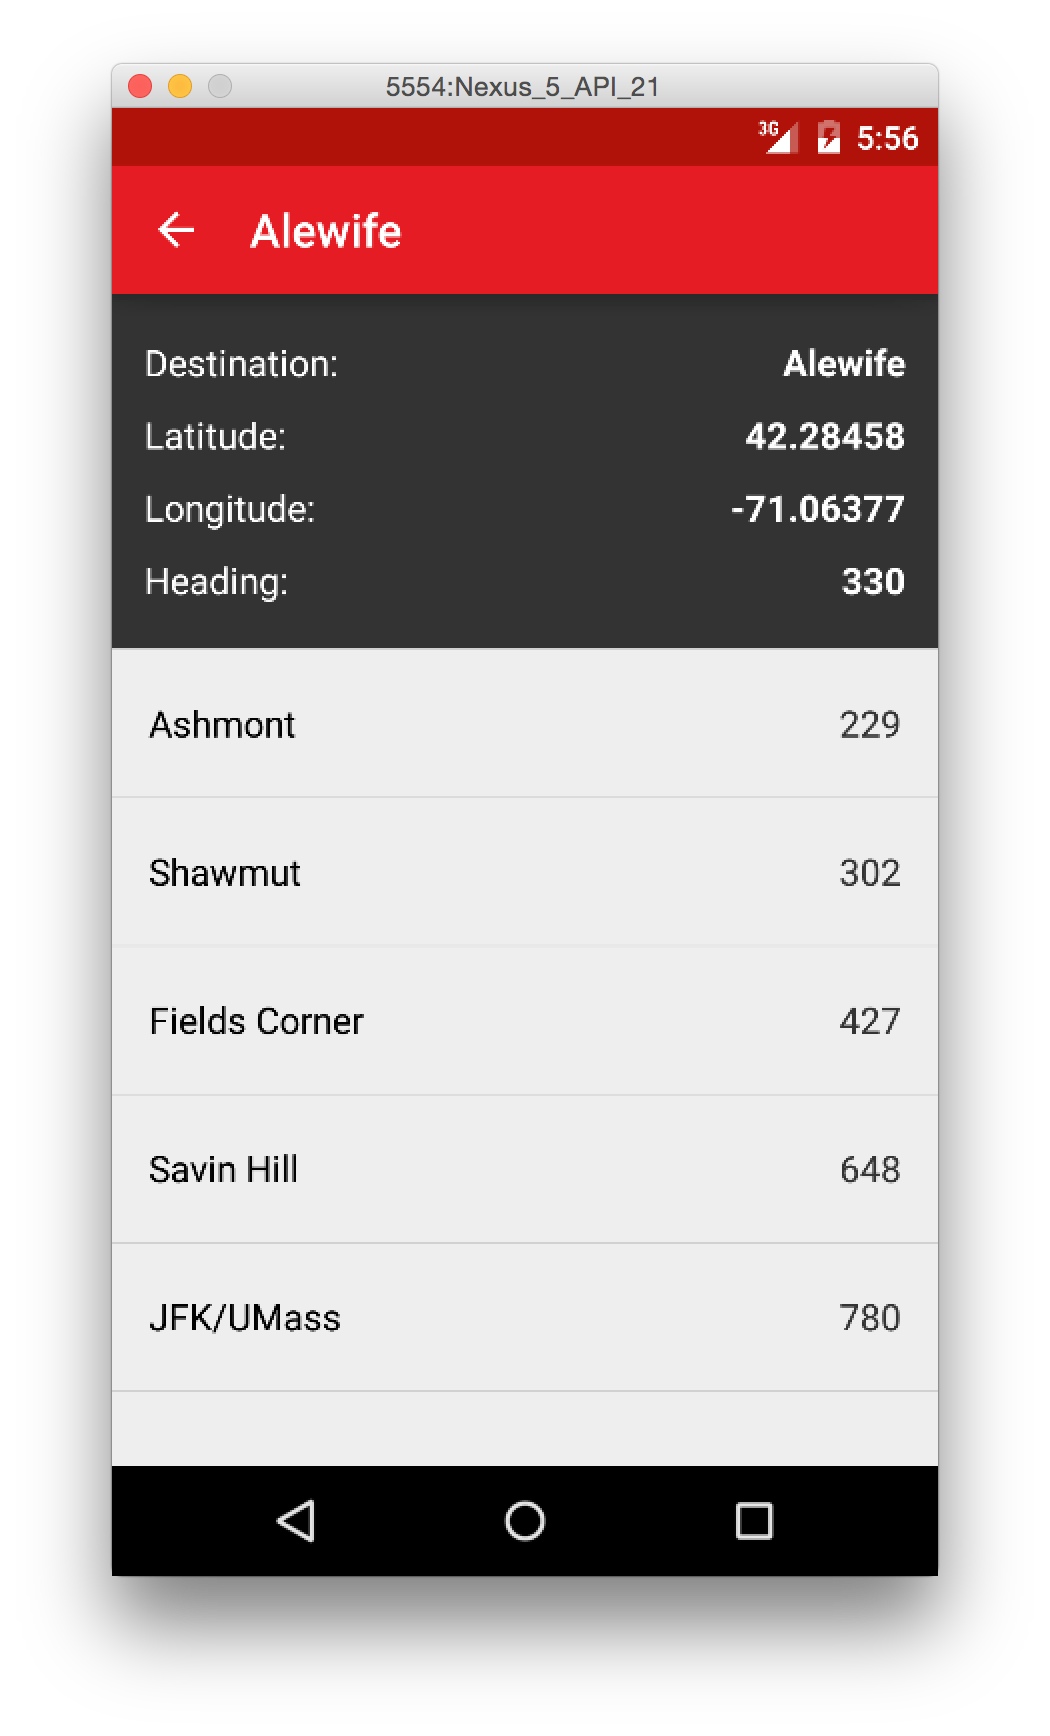 5554:Nexus_5_API_21
3G 5:56
Alewife
Destination: Alewife
Latitude: 42.28458
Longitude: -71.06377
Heading: 330
Ashmont 229
Shawmut 302
Fields Corner 427
Savin Hill 648
JFK/UMass 780